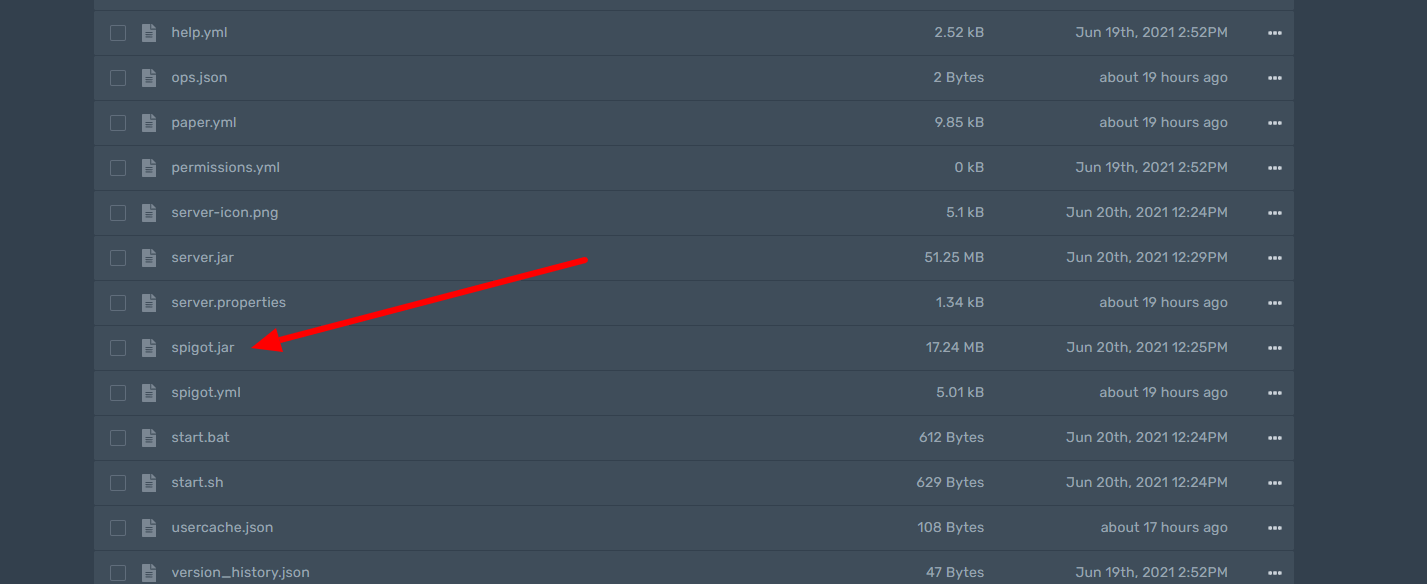 help.yml 2.52 kB Jun 19th, 2021 2:52PM
ops.json 2 Bytes about 19 hours ago
paper.yml 9.85 kB about 19 hours ago
permissions.yml 0 kB Jun 19th, 2021 2:52PM
server-icon.png 5.1 kB Jun 20th, 2021 12:24PM
server.jar 51.25 MB Jun 20th, 2021 12:29PM
server.properties 1.34 kB about 19 hours ago
spigot.jar 17.24 MB Jun 20th, 2021 12:25PM
spigot.yml 5.01 kB about 19 hours ago
start.bat 612 Bytes Jun 20th, 2021 12:24PM
start.sh 629 Bytes Jun 20th, 2021 12:24PM
usercache.json 108 Bytes about 17 hours ago
version_history.json 47 Bytes Jun 19th, 2021 2:52PM